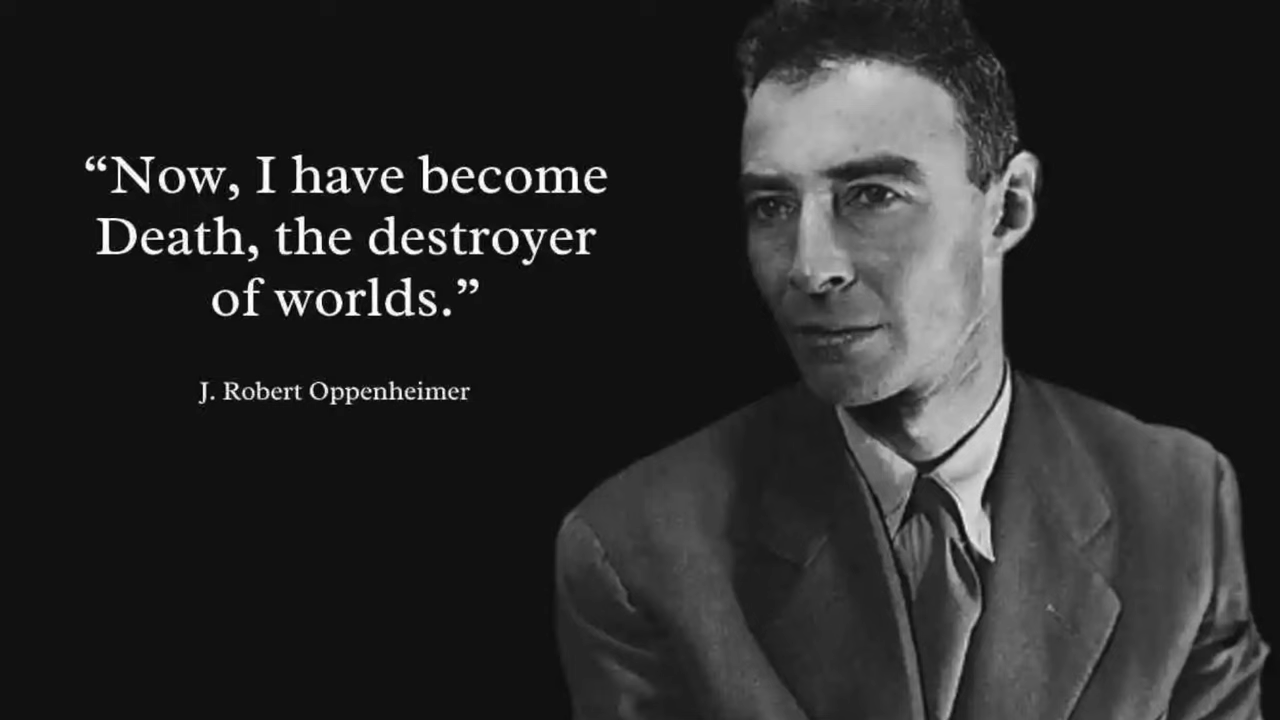 “Now, I have become
Death, the destroyer
of worlds.”
J. Robert Oppenheimer